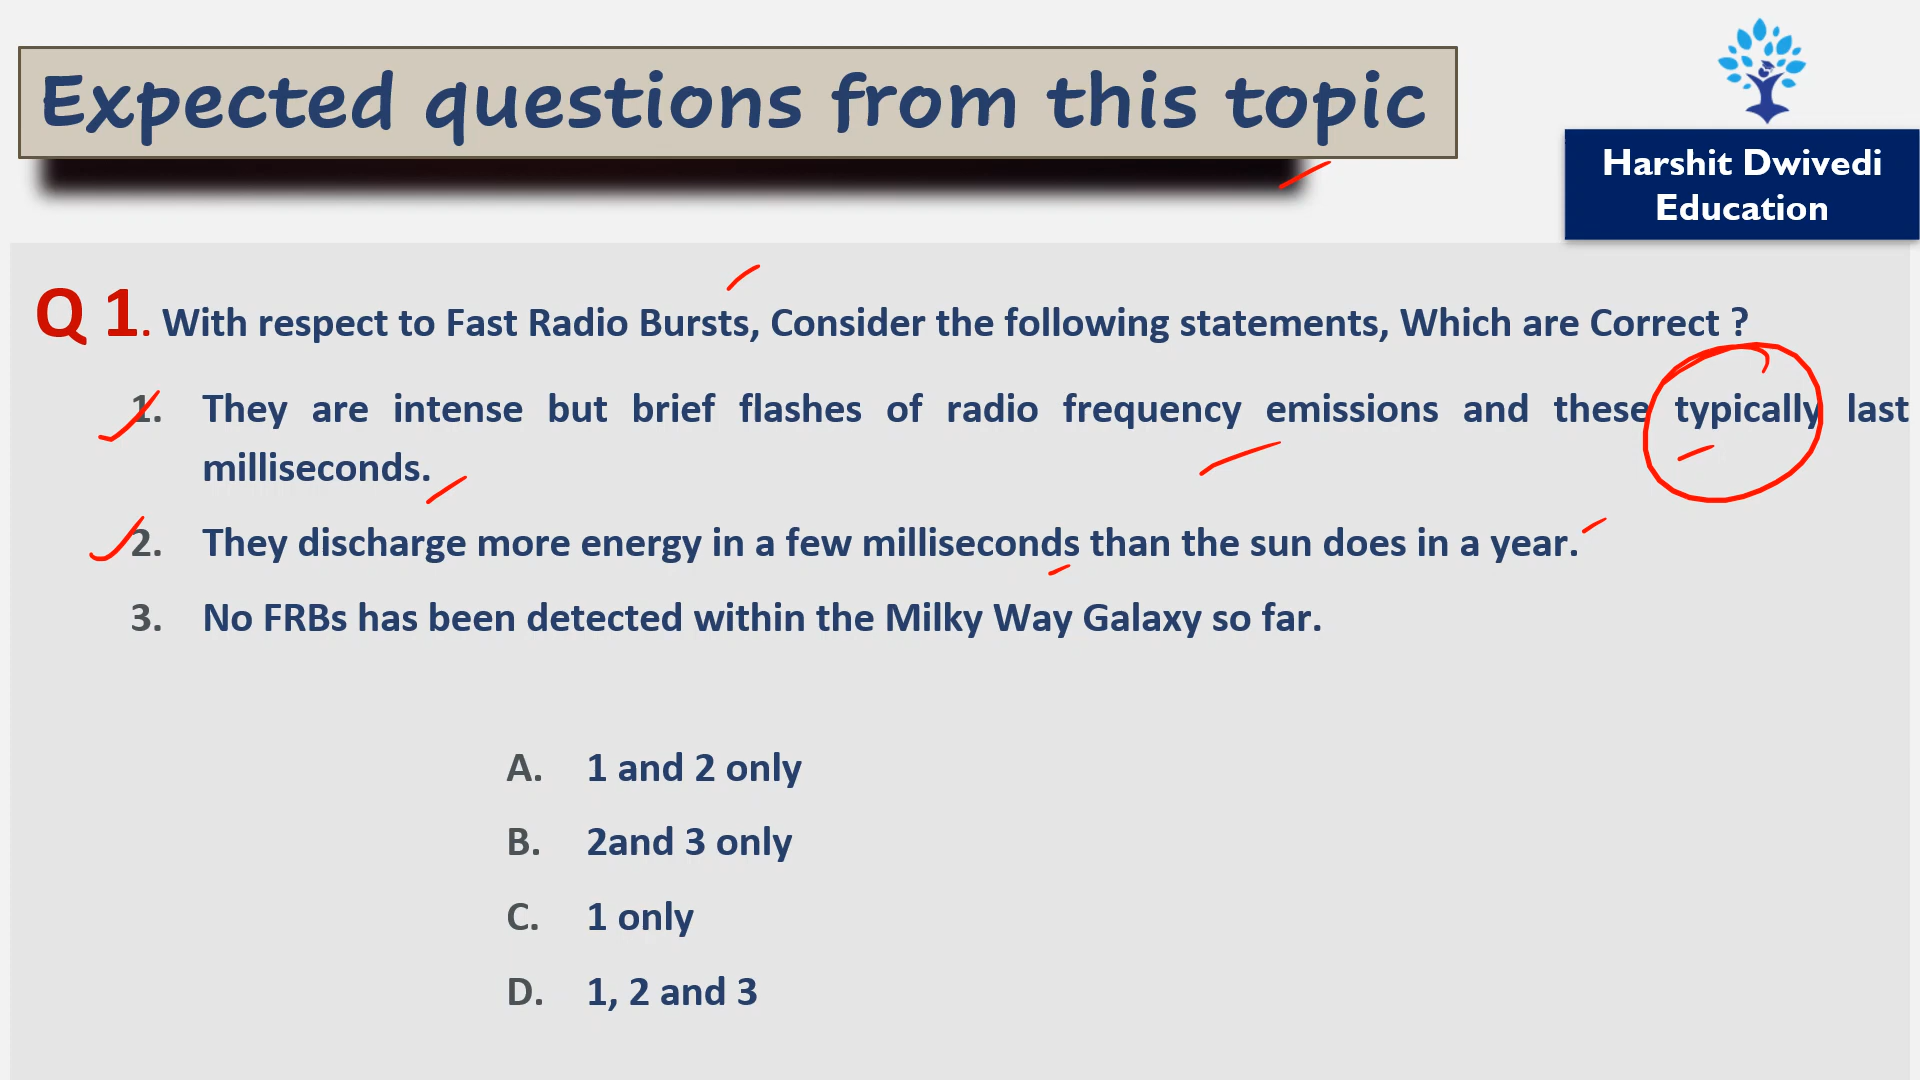 Expected questions from this topic
Harshit Dwivedi
Education
Q 1. With respect to Fast Radio Bursts, Consider the following statements, Which are Correct ?
1. They are intense but brief flashes of radio frequency emissions and these typically last
milliseconds.
2. They discharge more energy in a few milliseconds than the sun does in a year.
3. No FRBs has been detected within the Milky Way Galaxy so far.
A. 1 and 2 only
B. 2and 3 only
C. 1 only
D. 1, 2 and 3